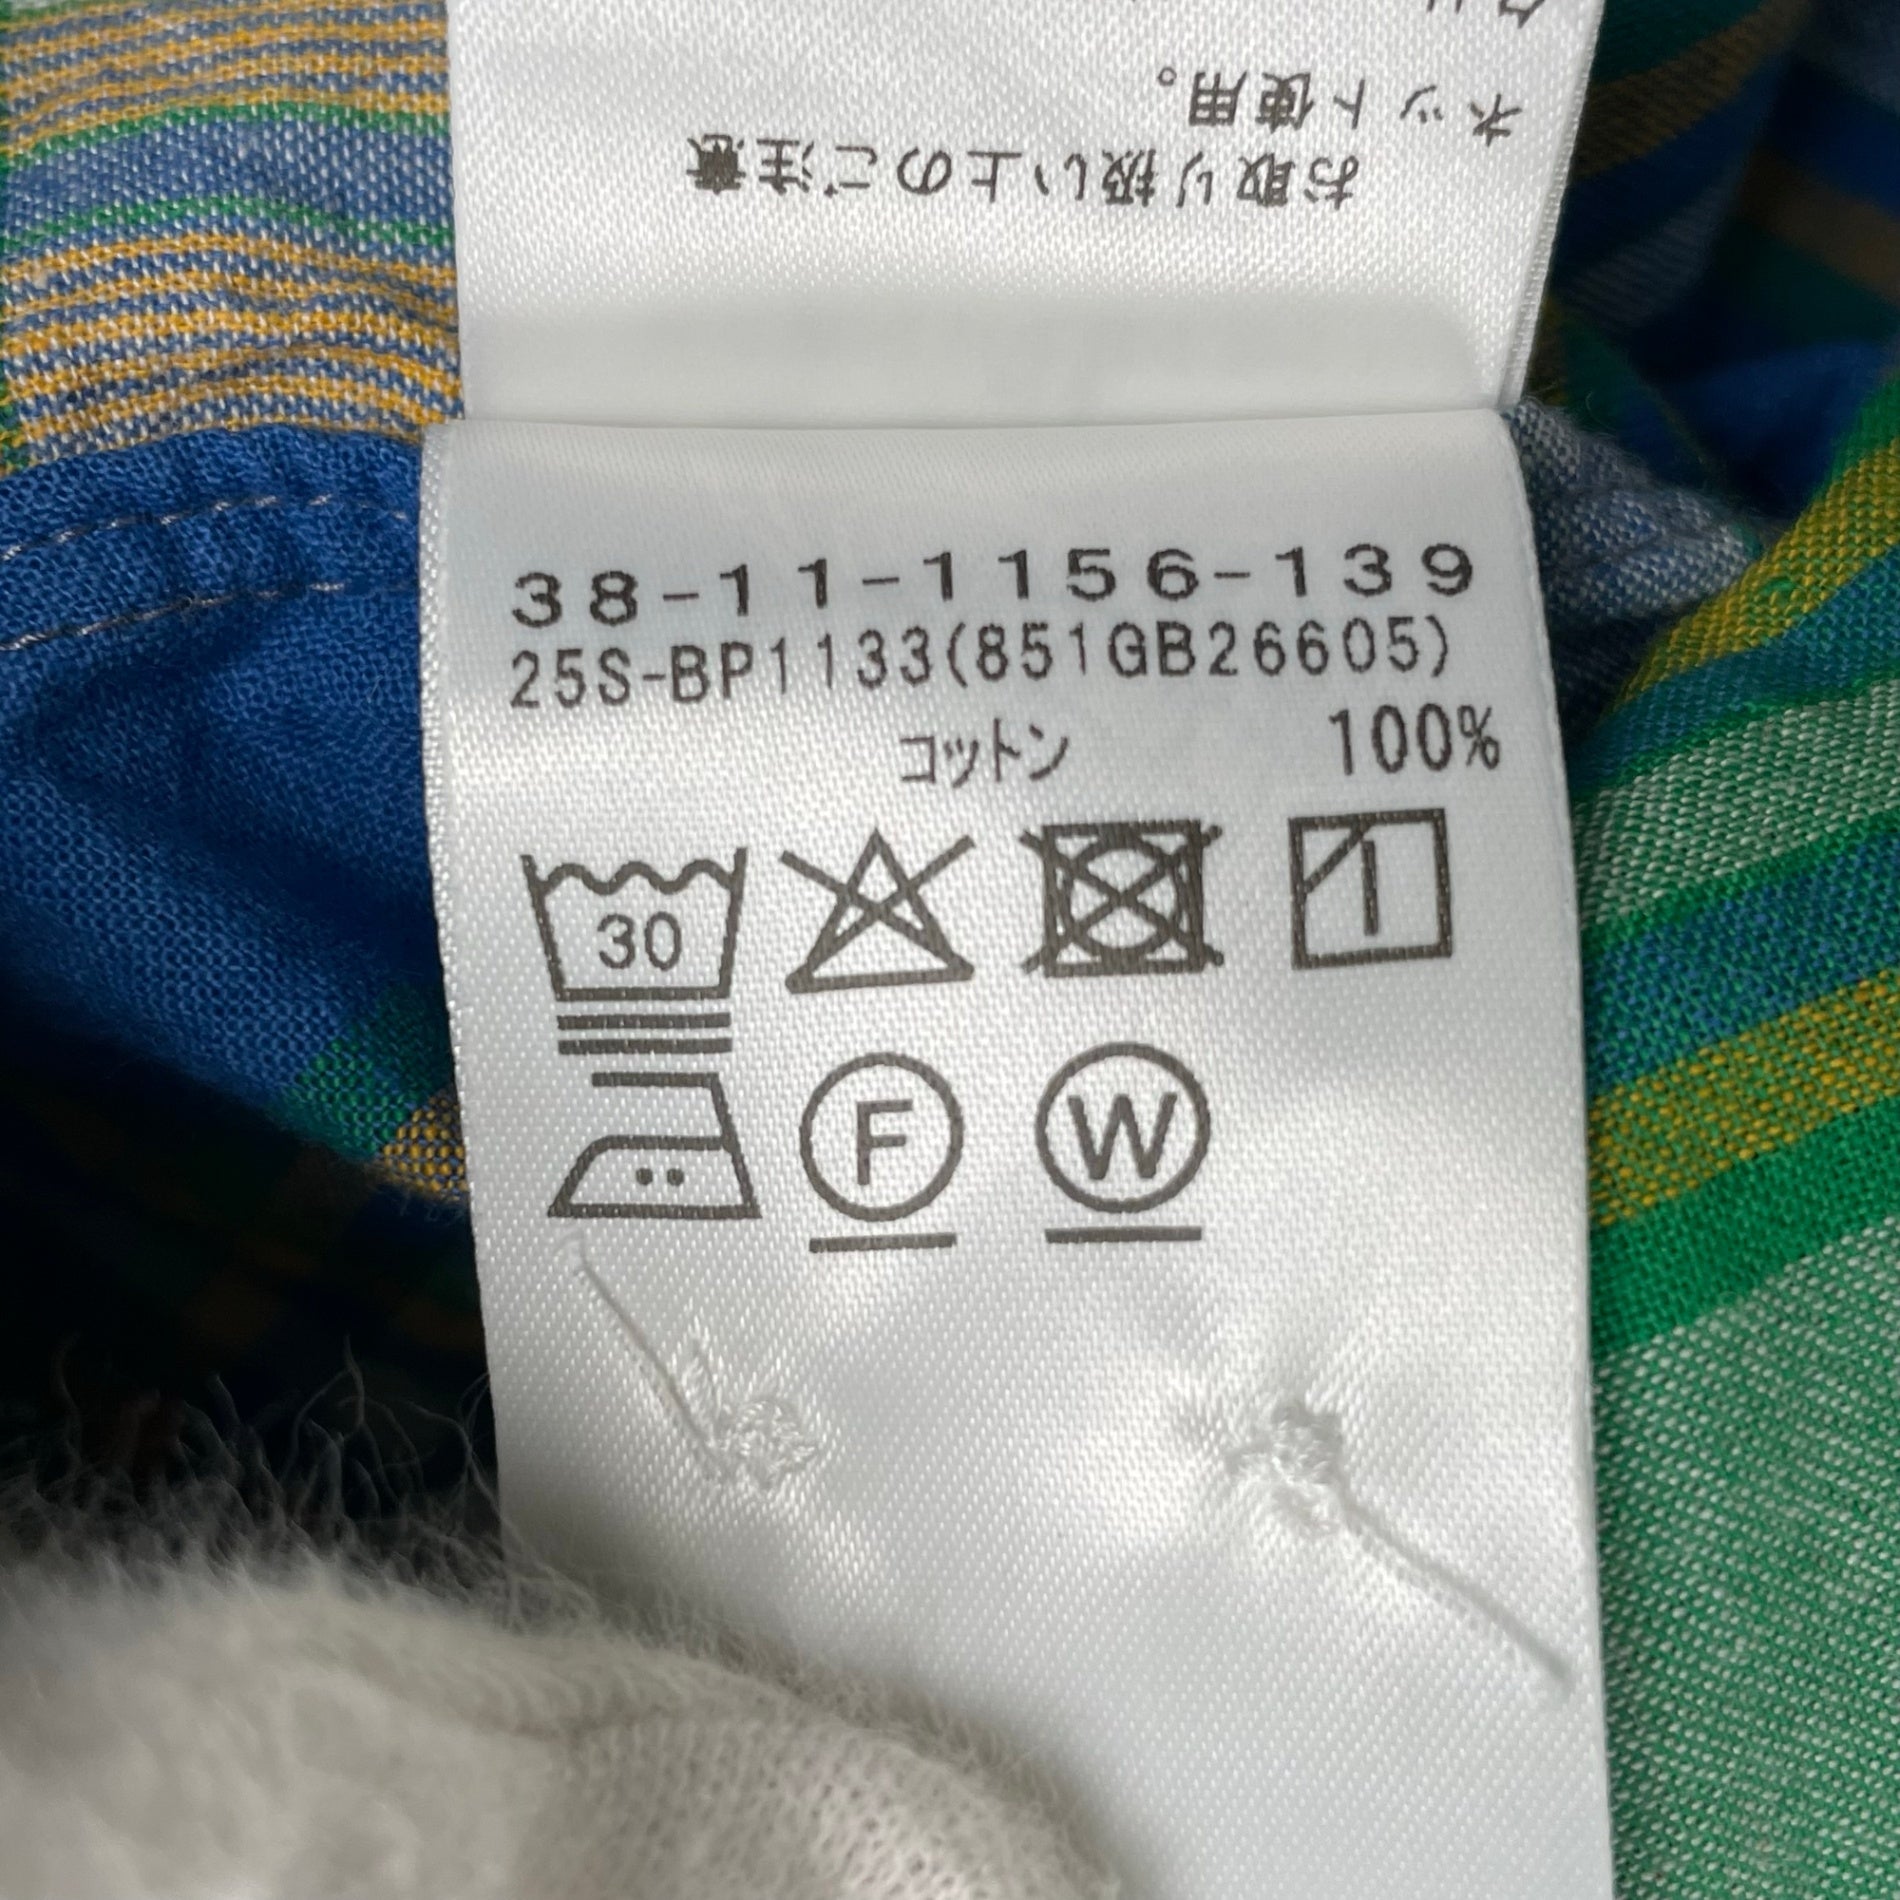 お取り扱い上のご注意
ネット使用。
38-11-1156-139
25S-BP1133(851GB26605)
コットン 100%
30
F
W